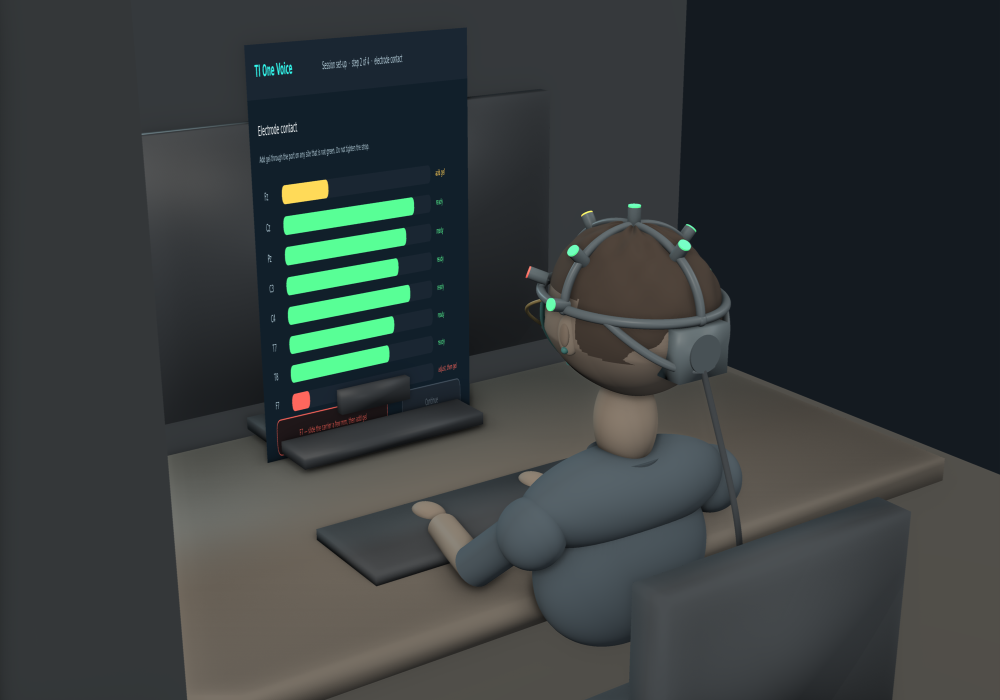 TI One Voice
Session set-up · step 2 of 4 · electrode contact
Electrode contact
Add gel through the port on any site that is not green. Do not tighten the strap.
Fz add gel
Cz ready
Pz ready
C3 ready
C4 ready
T7 ready
T8 ready
F7 adjust, then gel
F7 — slide the carrier a few mm, then add gel
Continue